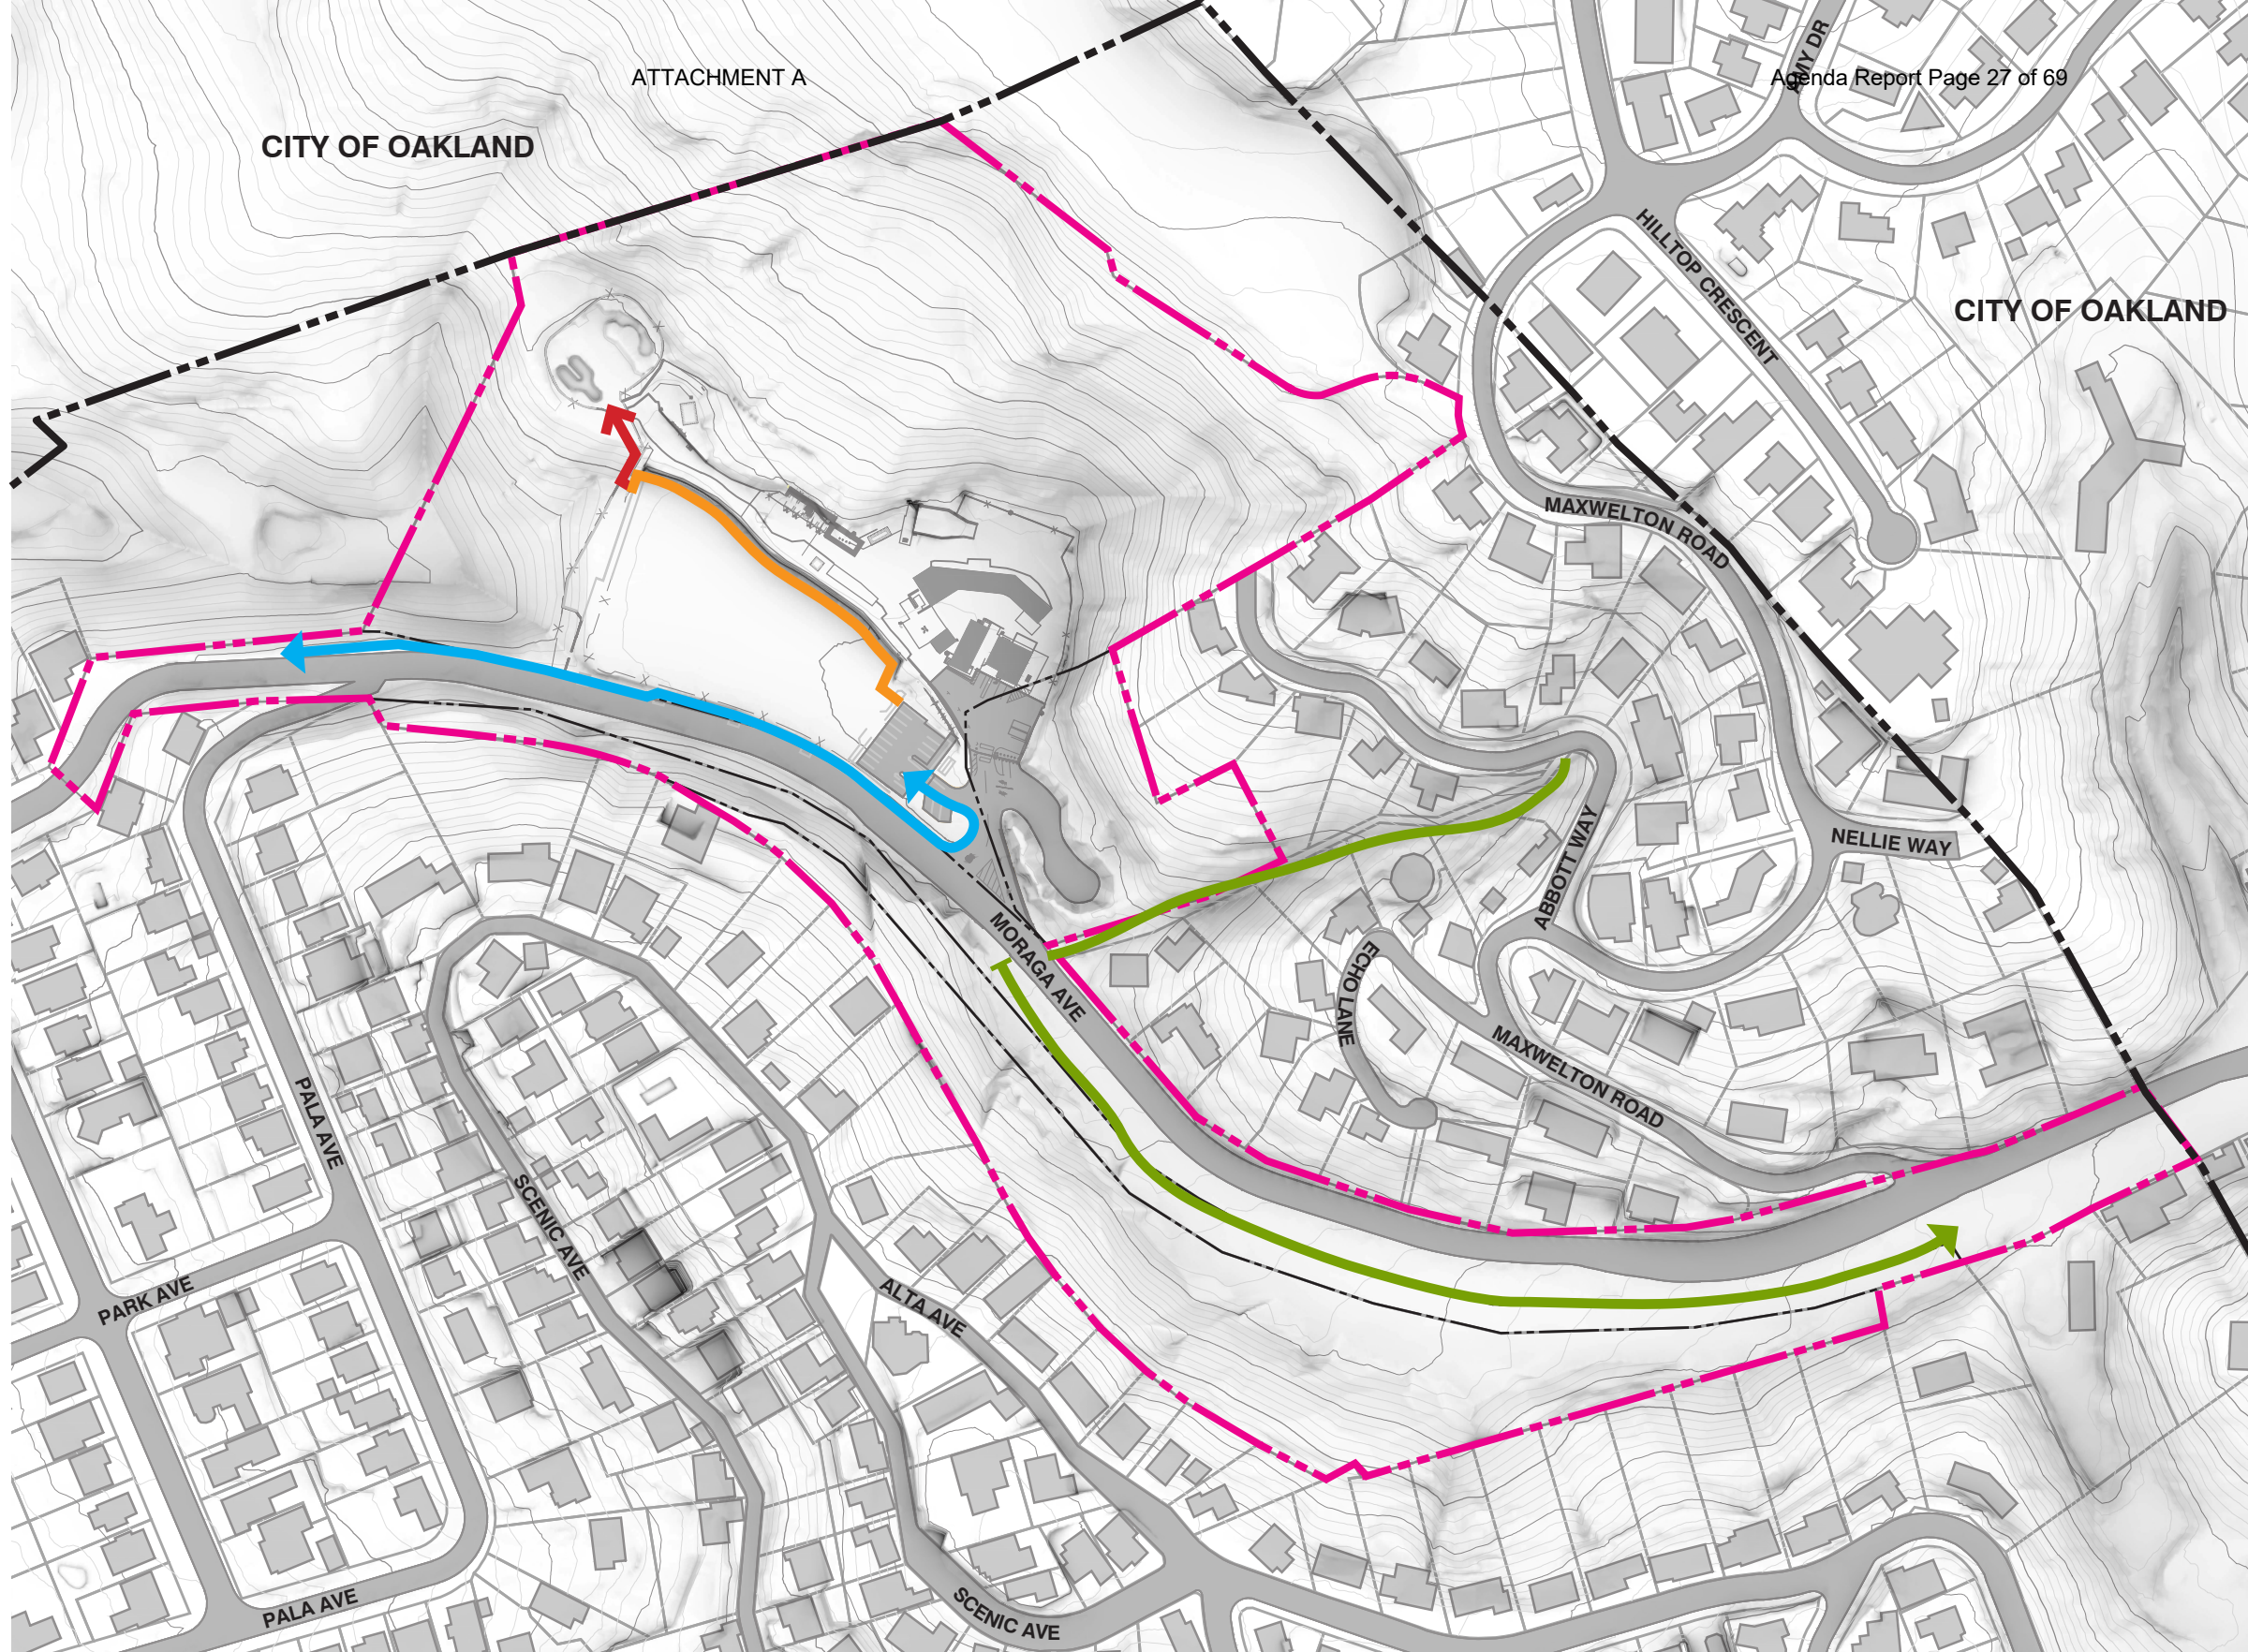 ATTACHMENT A
Agenda Report Page 27 of 69
CITY OF OAKLAND
HILLTOP CRESCENT
CITY OF OAKLAND
MAXWELTON ROAD
NELLIE WAY
ABBOTT WAY
MORAGA AVE
ECHO LANE
MAXWELTON ROAD
PALA AVE
SCENIC AVE
PARK AVE
ALTA AVE
PALA AVE
SCENIC AVE